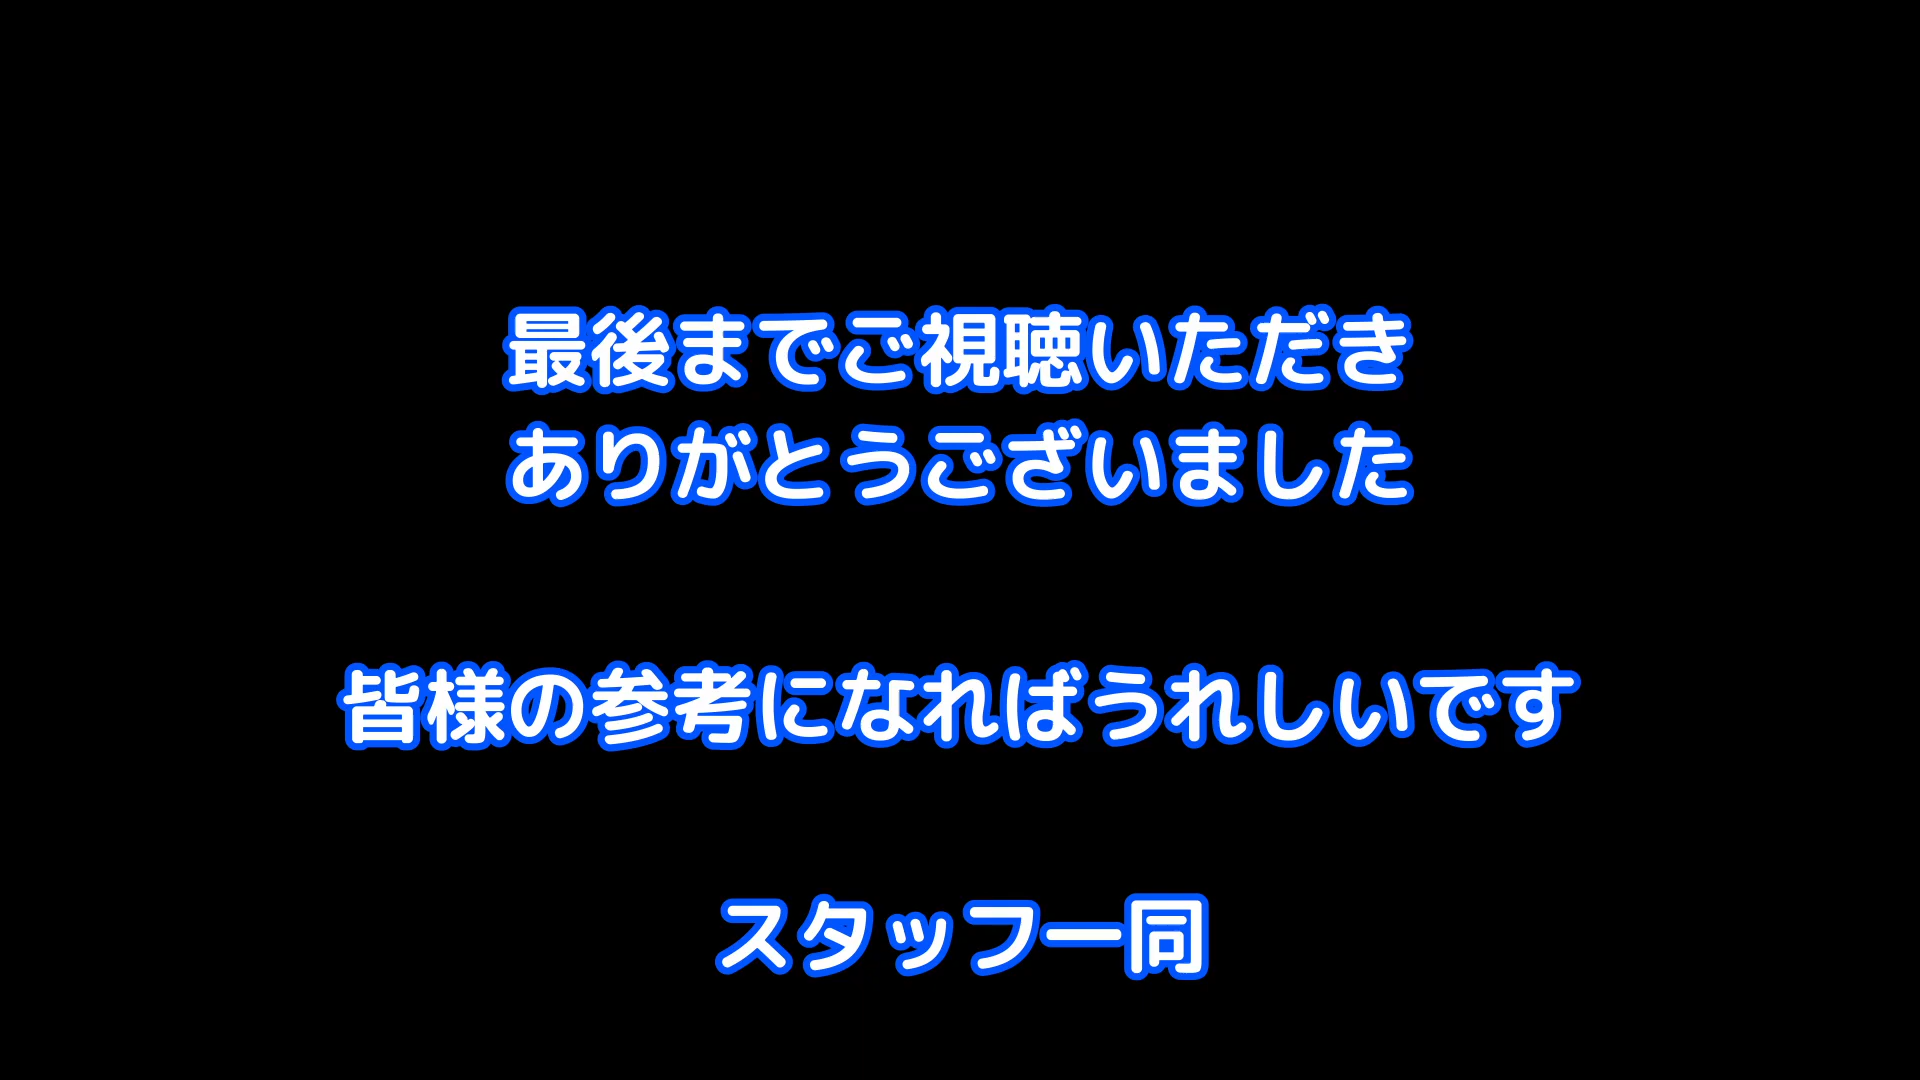 最後までご視聴いただき
ありがとうございました
皆様の参考になればうれしいです
スタッフ一同